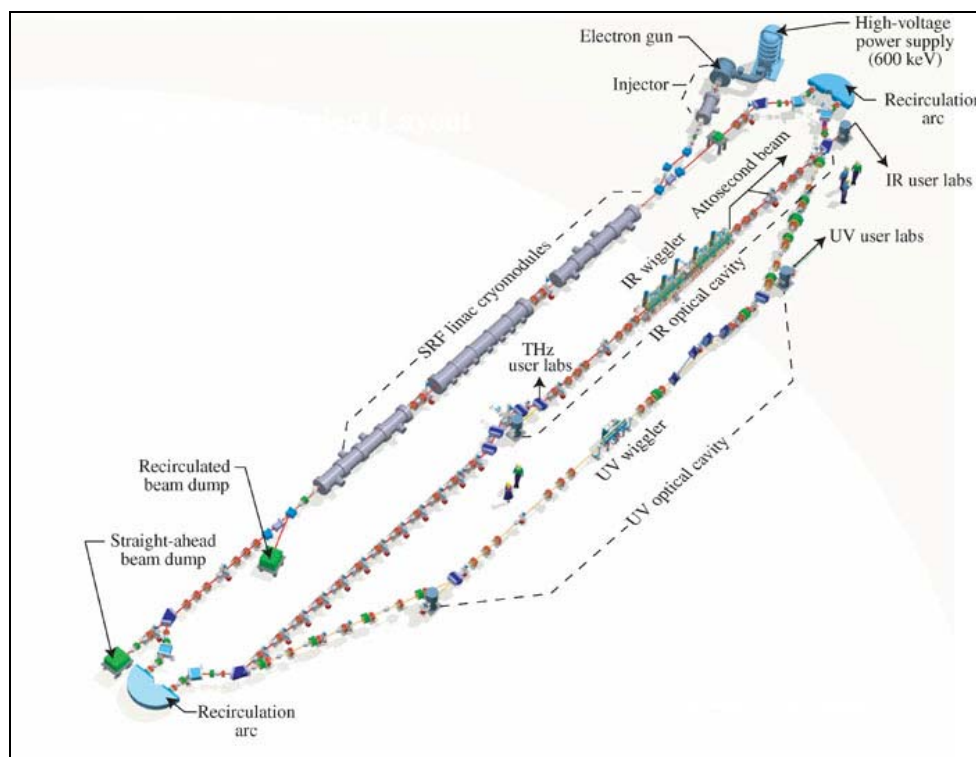 High-voltage
power supply
(600 keV)
Electron gun
Injector
Recirculation
arc
Layout
Attosecond beam
IR user labs
UV user labs
IR wiggler
IR optical cavity
SRF linac cryomodules
THz
user labs
UV wiggler
UV optical cavity
Recirculated
beam dump
Straight-ahead
beam dump
Recirculation
arc